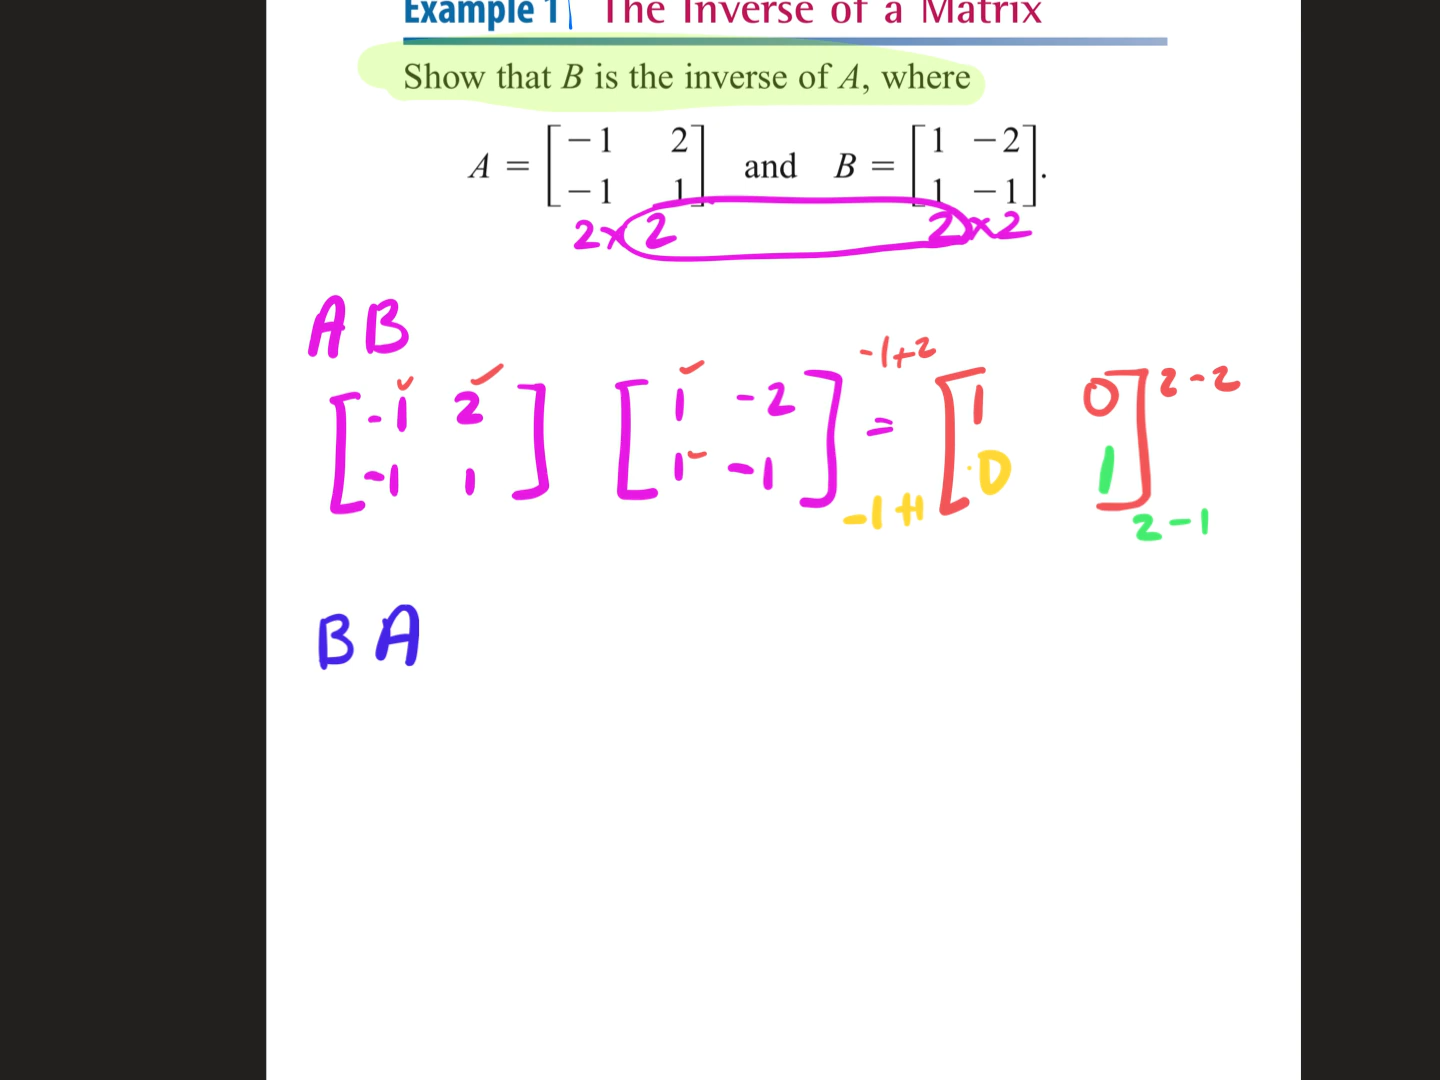 Example 1 The Inverse of a Matrix
Show that B is the inverse of A, where
A = [ −1 2 ] and B = [ 1 −2 ].
[ −1 1 ] [ 1 −1 ]
2×2 2×2
AB
-1+2
[ -1 2 ] [ 1 -2 ] = [ 1 0 ] 2-2
[ -1 1 ] [ 1 -1 ] [ 0 1 ]
-1+1 2-1
BA